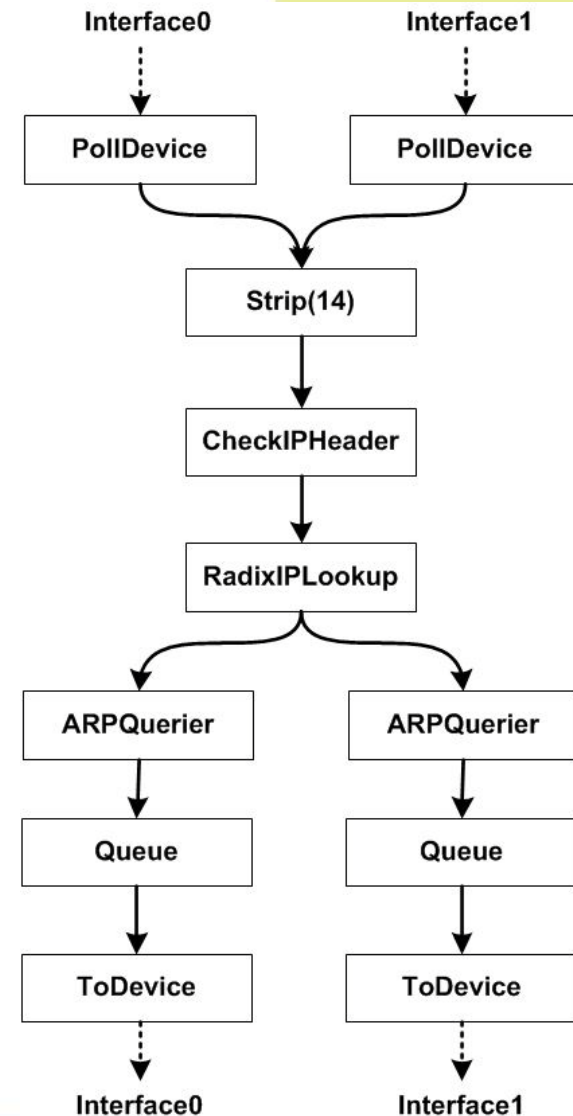 Interface0
Interface1
PollDevice
PollDevice
Strip(14)
CheckIPHeader
RadixIPLookup
ARPQuerier
ARPQuerier
Queue
Queue
ToDevice
ToDevice
Interface0
Interface1